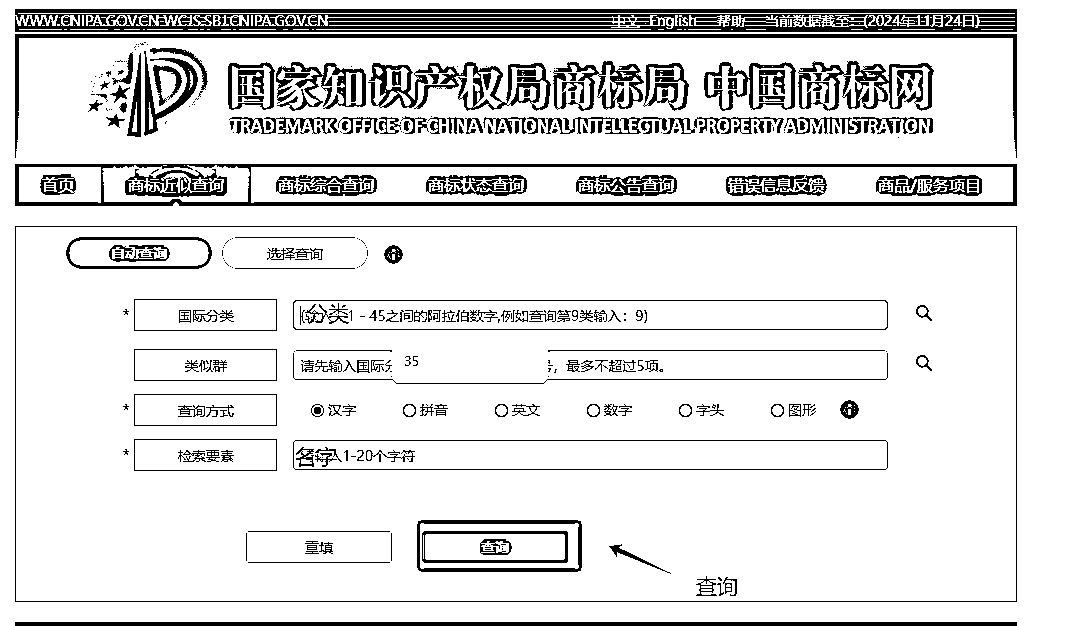 WWW.CNIPA.GOV.CN WCJS.SBJ.CNIPA.GOV.CN 中文 English 帮助 当前数据截至：(2024年11月24日)
国家知识产权局商标局 中国商标网
TRADEMARK OFFICE OF CHINA NATIONAL INTELLECTUAL PROPERTY ADMINISTRATION
首页 商标近似查询 商标综合查询 商标状态查询 商标公告查询 错误信息反馈 商品/服务项目
自动查询 选择查询
* 国际分类 分类 1 - 45之间的阿拉伯数字,例如查询第9类输入：9)
类似群 请先输入国际分 35 ，最多不超过5项。
* 查询方式 汉字 拼音 英文 数字 字头 图形
* 检索要素 名字 入1-20个字符
重填 查询
查询